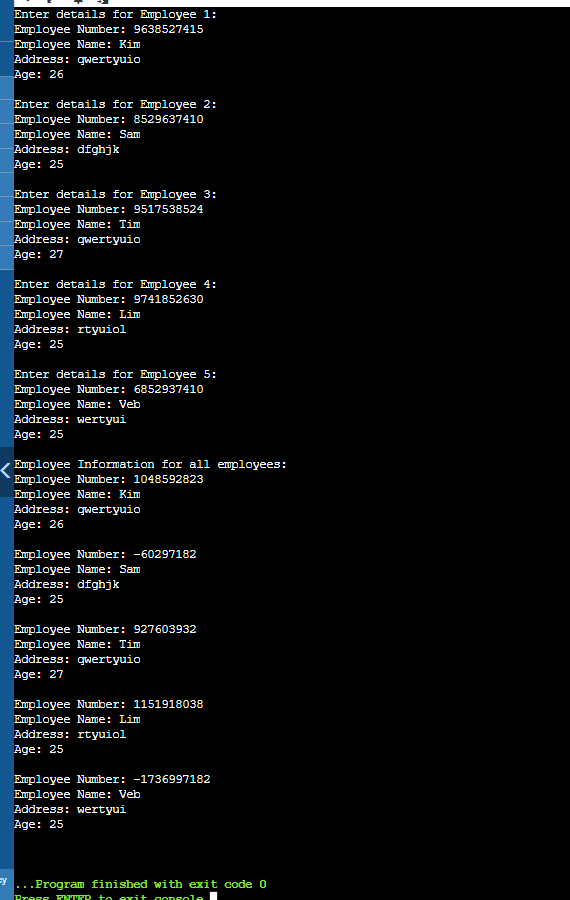 Enter details for Employee 1:
Employee Number: 9638527415
Employee Name: Kim
Address: qwertyuio
Age: 26
Enter details for Employee 2:
Employee Number: 8529637410
Employee Name: Sam
Address: dfghjk
Age: 25
Enter details for Employee 3:
Employee Number: 9517538524
Employee Name: Tim
Address: qwertyuio
Age: 27
Enter details for Employee 4:
Employee Number: 9741852630
Employee Name: Lim
Address: rtyuiol
Age: 25
Enter details for Employee 5:
Employee Number: 6852937410
Employee Name: Veb
Address: wertyui
Age: 25
Employee Information for all employees:
Employee Number: 1048592823
Employee Name: Kim
Address: qwertyuio
Age: 26
Employee Number: -60297182
Employee Name: Sam
Address: dfghjk
Age: 25
Employee Number: 927603932
Employee Name: Tim
Address: qwertyuio
Age: 27
Employee Number: 1151918038
Employee Name: Lim
Address: rtyuiol
Age: 25
Employee Number: -1736997182
Employee Name: Veb
Address: wertyui
Age: 25
...Program finished with exit code 0
Press ENTER to exit console.